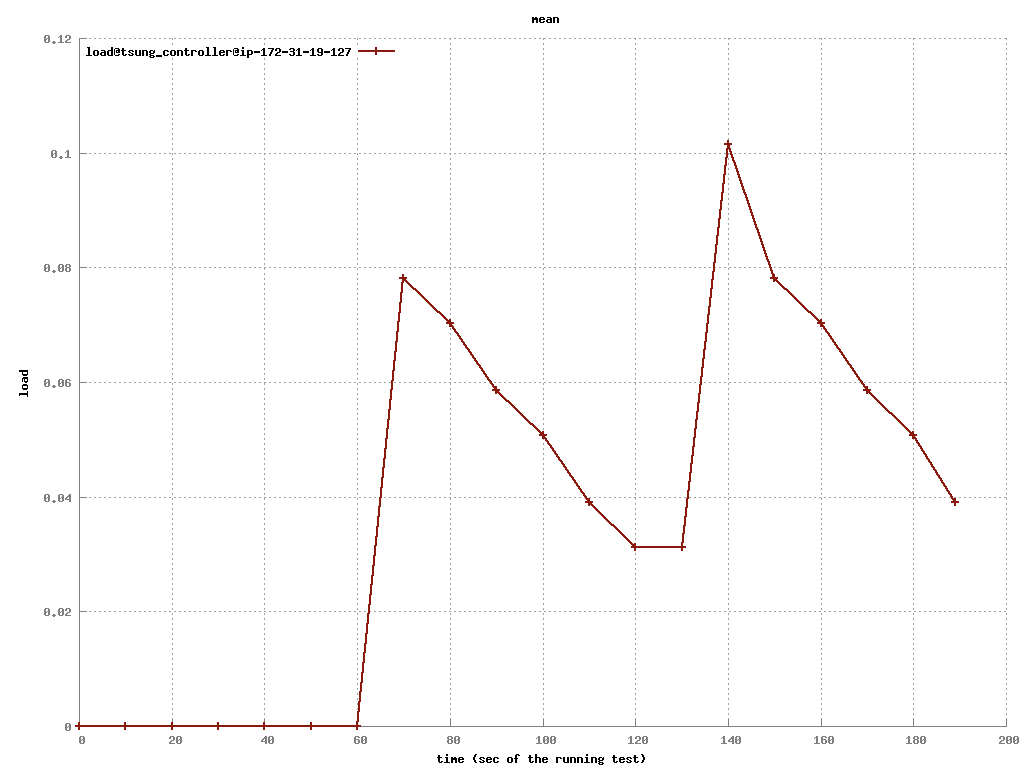 mean
0.12
load@tsung_controller@ip-172-31-19-127
0.1
0.08
0.06
load
0.04
0.02
0
0 20 40 60 80 100 120 140 160 180 200
time (sec of the running test)